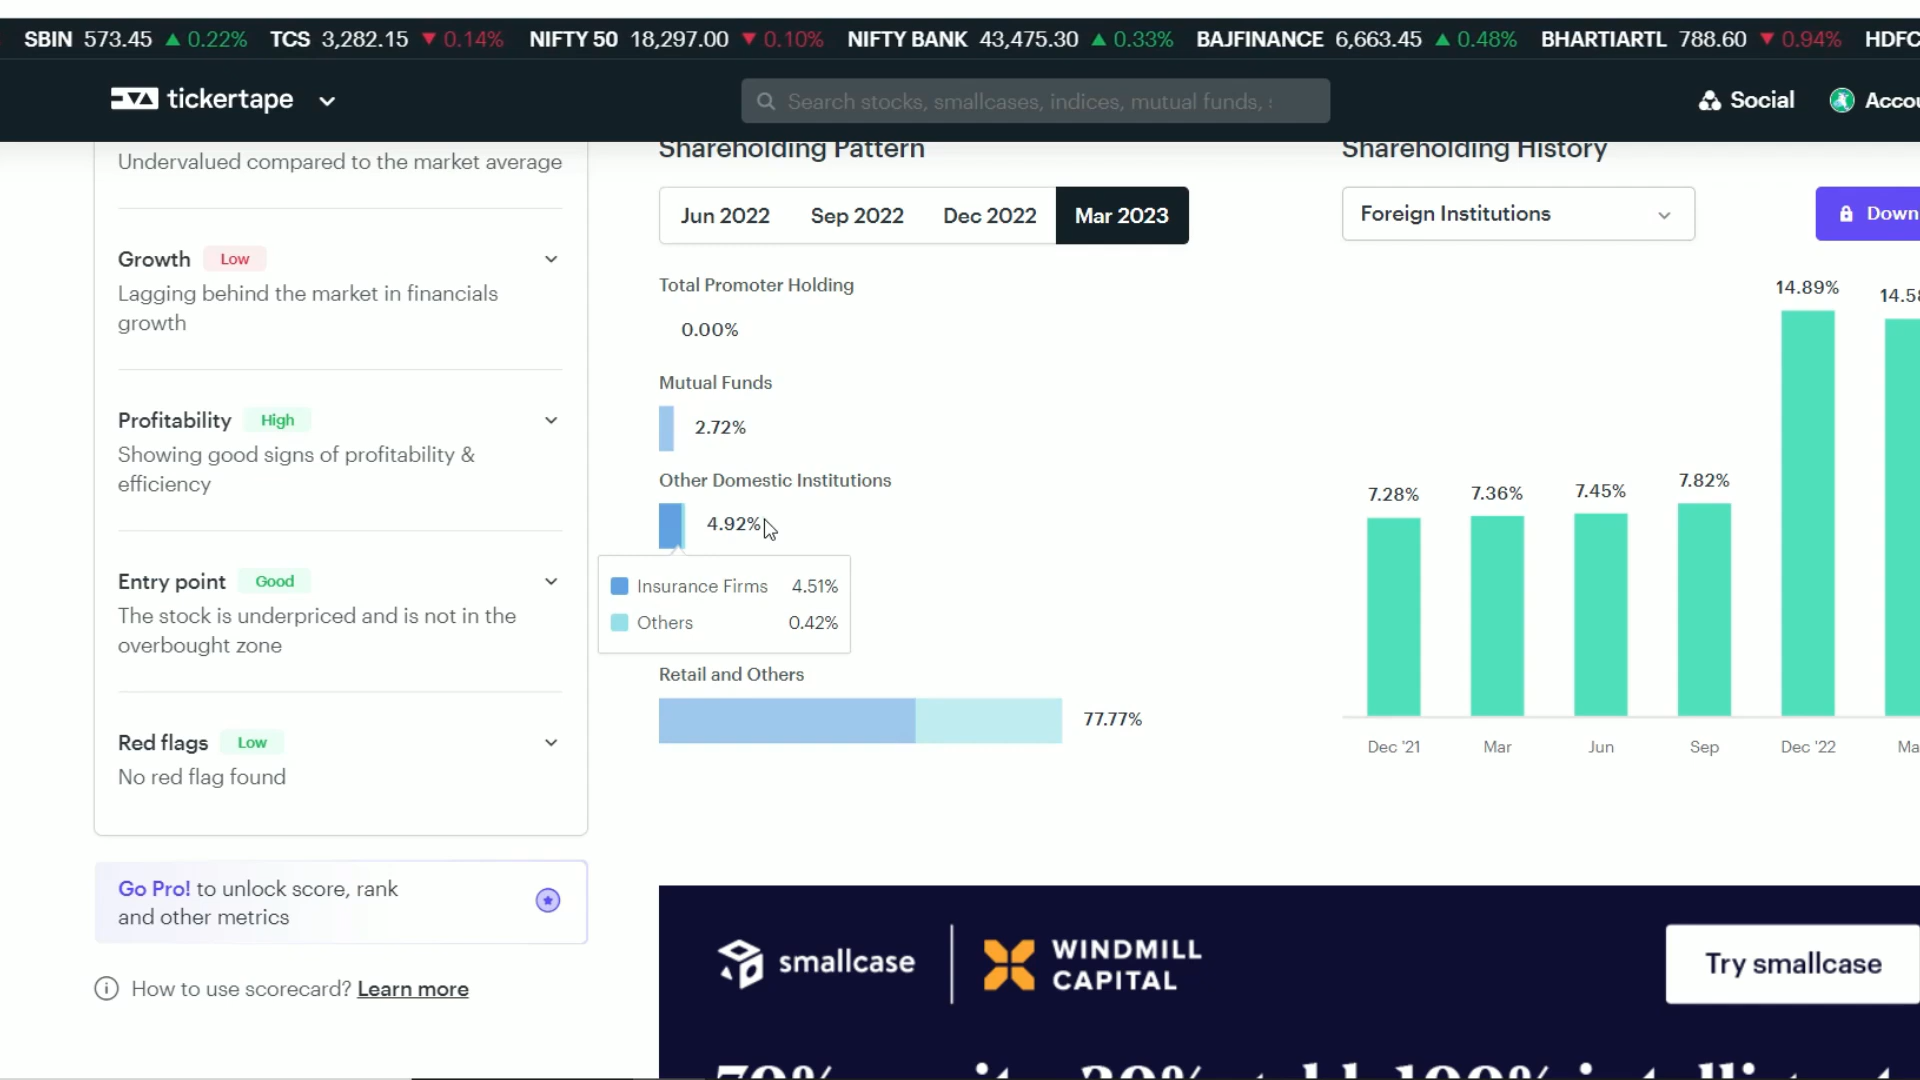 SBIN 573.45 ▲ 0.22% TCS 3,282.15 ▼ 0.14% NIFTY 50 18,297.00 ▼ 0.10% NIFTY BANK 43,475.30 ▲ 0.33% BAJFINANCE 6,663.45 ▲ 0.48% BHARTIARTL 788.60 ▼ 0.94% HDFC
tickertape
Search stocks, smallcases, indices, mutual funds,
Social
Accou
Undervalued compared to the market average
Growth Low
Lagging behind the market in financials
growth
Profitability High
Showing good signs of profitability &
efficiency
Entry point Good
The stock is underpriced and is not in the
overbought zone
Red flags Low
No red flag found
Go Pro! to unlock score, rank
and other metrics
How to use scorecard? Learn more
Shareholding Pattern
Jun 2022 Sep 2022 Dec 2022 Mar 2023
Total Promoter Holding
0.00%
Mutual Funds
2.72%
Other Domestic Institutions
4.92%
Insurance Firms 4.51%
Others 0.42%
Retail and Others
77.77%
Shareholding History
Foreign Institutions
Down
7.28% 7.36% 7.45% 7.82% 14.89% 14.58
Dec '21 Mar Jun Sep Dec '22 Ma
smallcase
WINDMILL
CAPITAL
Try smallcase